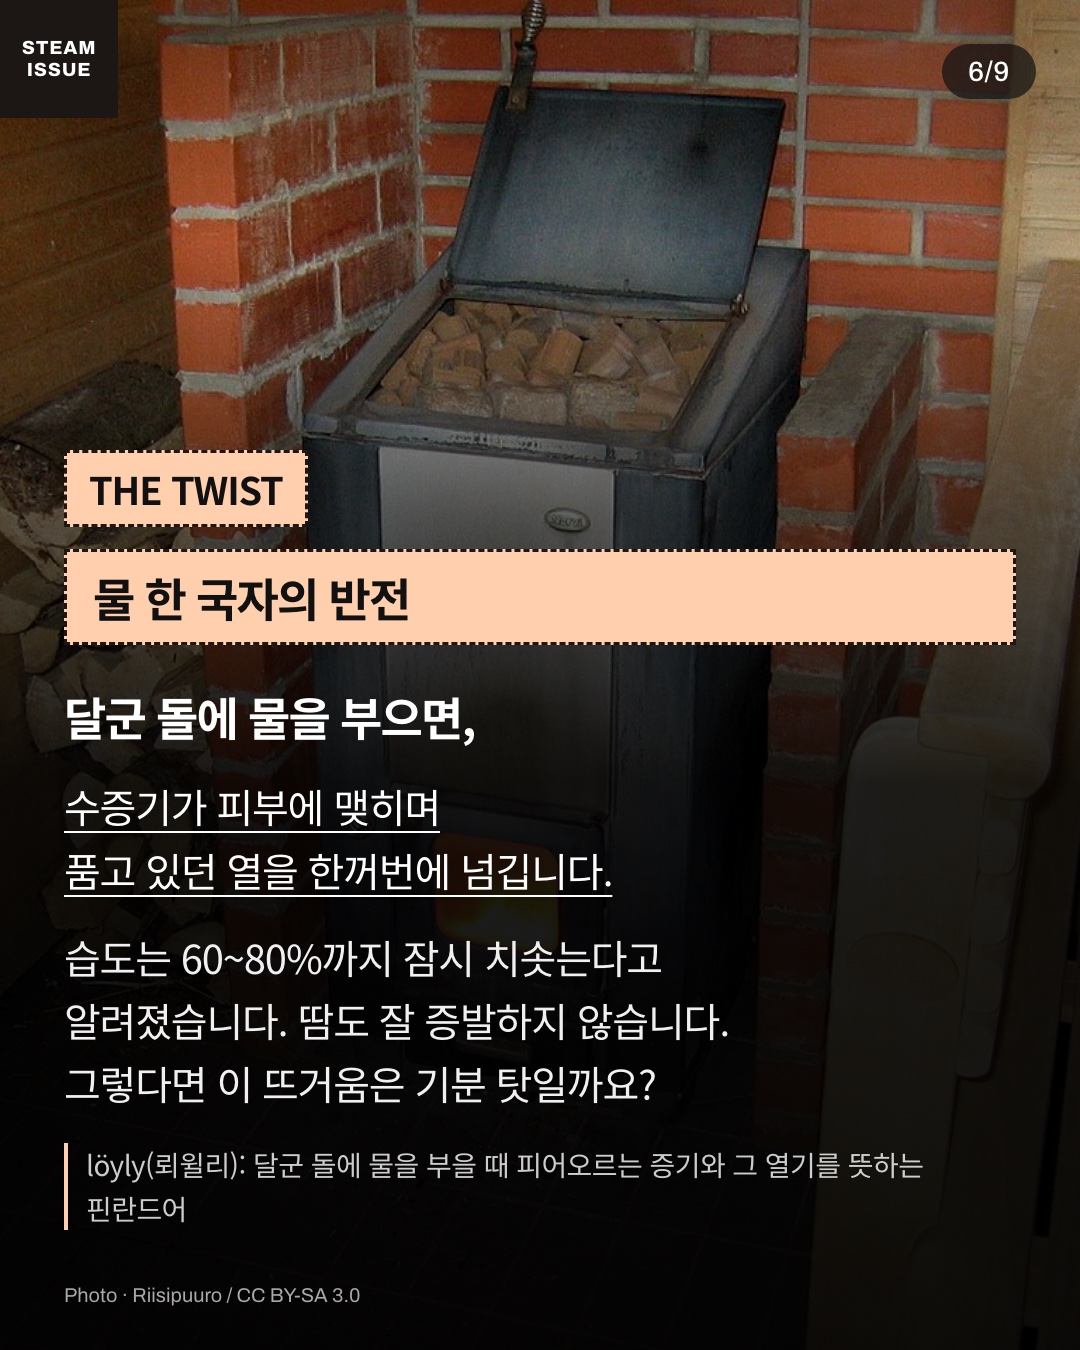 STEAM
ISSUE
6/9
THE TWIST
물 한 국자의 반전
달군 돌에 물을 부으면,
수증기가 피부에 맺히며
품고 있던 열을 한꺼번에 넘깁니다.
습도는 60~80%까지 잠시 치솟는다고
알려졌습니다. 땀도 잘 증발하지 않습니다.
그렇다면 이 뜨거움은 기분 탓일까요?
löyly(뢰윌리): 달군 돌에 물을 부을 때 피어오르는 증기와 그 열기를 뜻하는
핀란드어
Photo · Riisipuuro / CC BY-SA 3.0